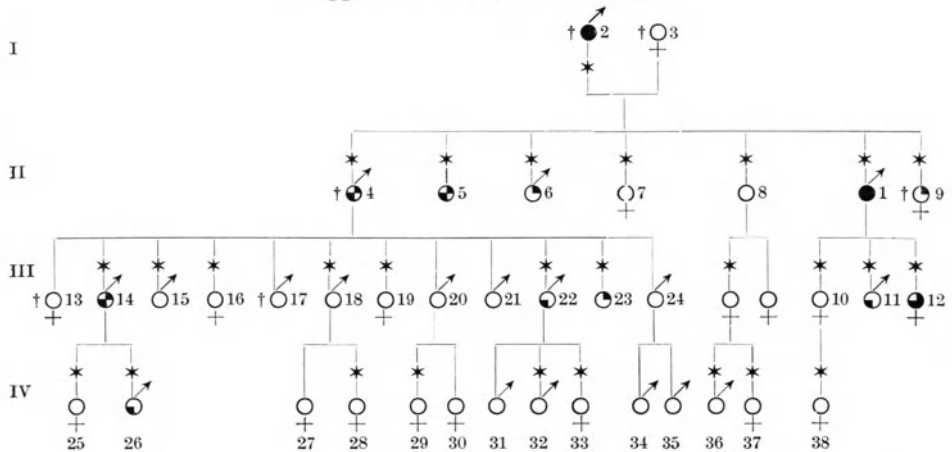 I † 2 † 3
II † 4 5 6 7 8 1 † 9
III † 13 14 15 16 † 17 18 19 20 21 22 23 24 10 11 12
IV
25 26 27 28 29 30 31 32 33 34 35 36 37 38